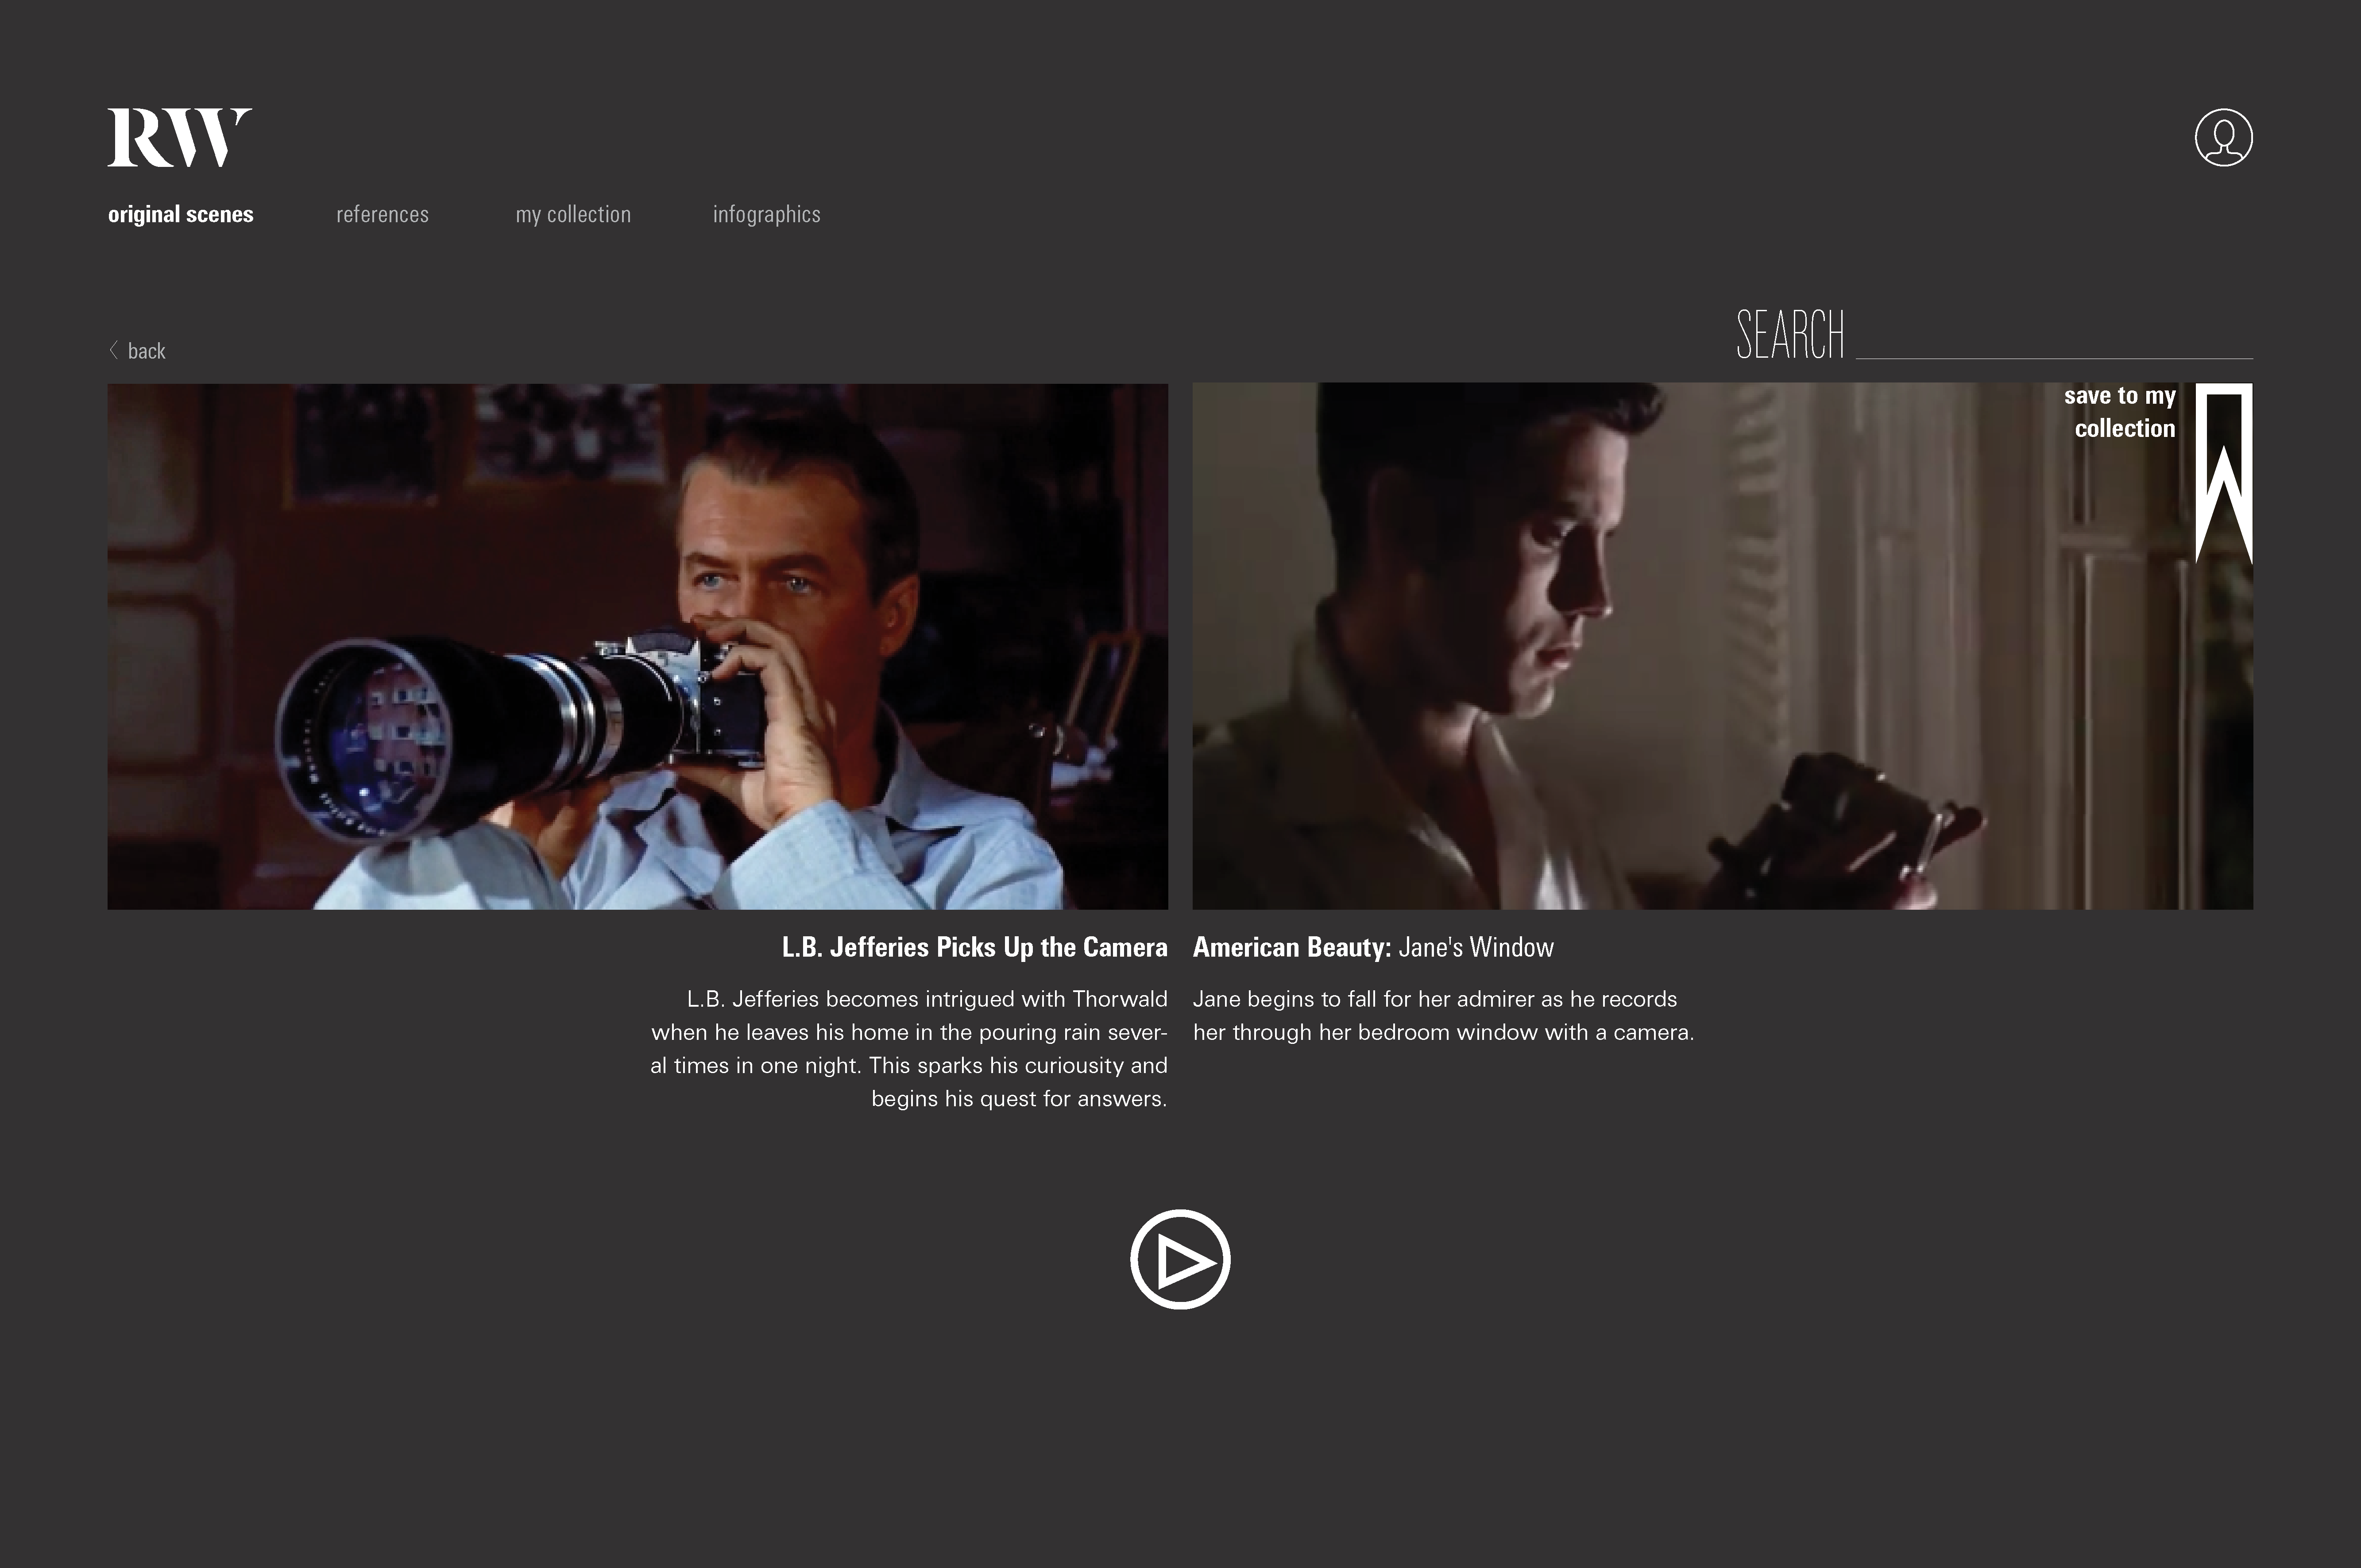 RW
original scenes references my collection infographics
SEARCH
back
save to my
collection
L.B. Jefferies Picks Up the Camera
L.B. Jefferies becomes intrigued with Thorwald
when he leaves his home in the pouring rain sever-
al times in one night. This sparks his curiousity and
begins his quest for answers.
American Beauty: Jane's Window
Jane begins to fall for her admirer as he records
her through her bedroom window with a camera.